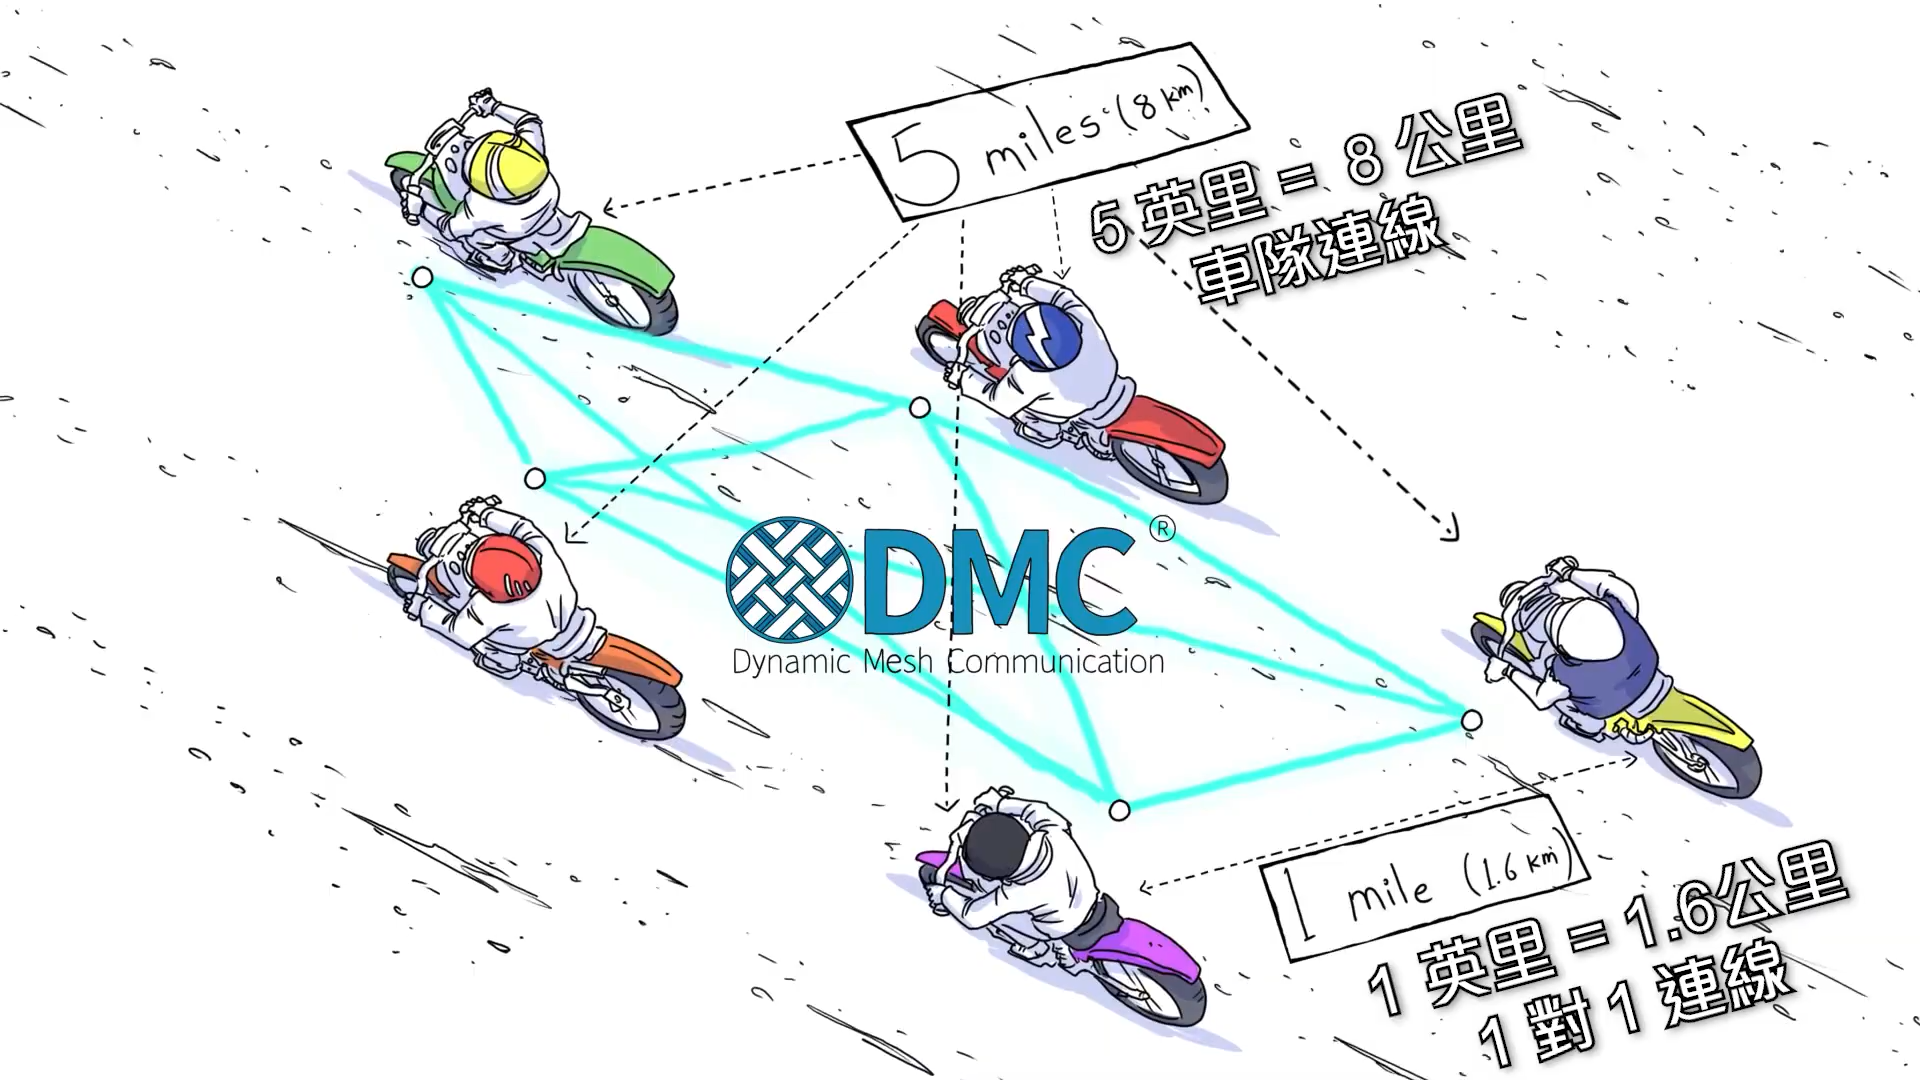 5 miles (8 km)
5 英里 = 8 公里
車隊連線
DMC®
Dynamic Mesh Communication
1 mile (1.6 km)
1 英里 = 1.6公里
1 對 1 連線